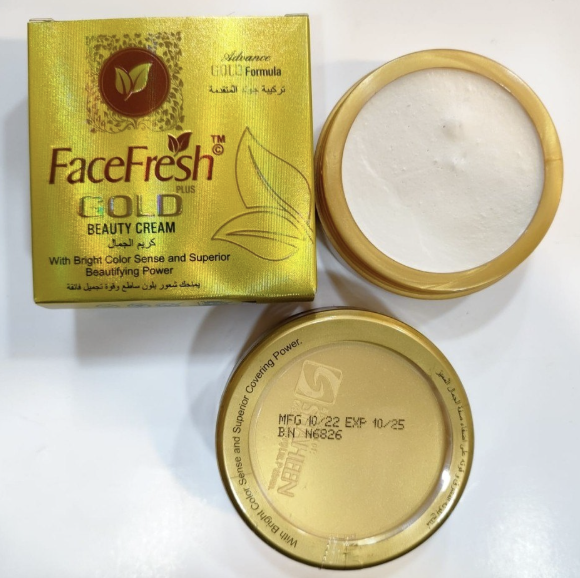 Advance
GOLD Formula
تركيبة جولد المتقدمة
FaceFresh™
©
PLUS
GOLD
BEAUTY CREAM
كريم الجمال
With Bright Color Sense and Superior
Beautifying Power
يمنحك شعور بلون ساطع وقوة تجميل فائقة
With Bright Color Sense and Superior Covering Power.
MFG 10/22 EXP 10/25
B.N N6826